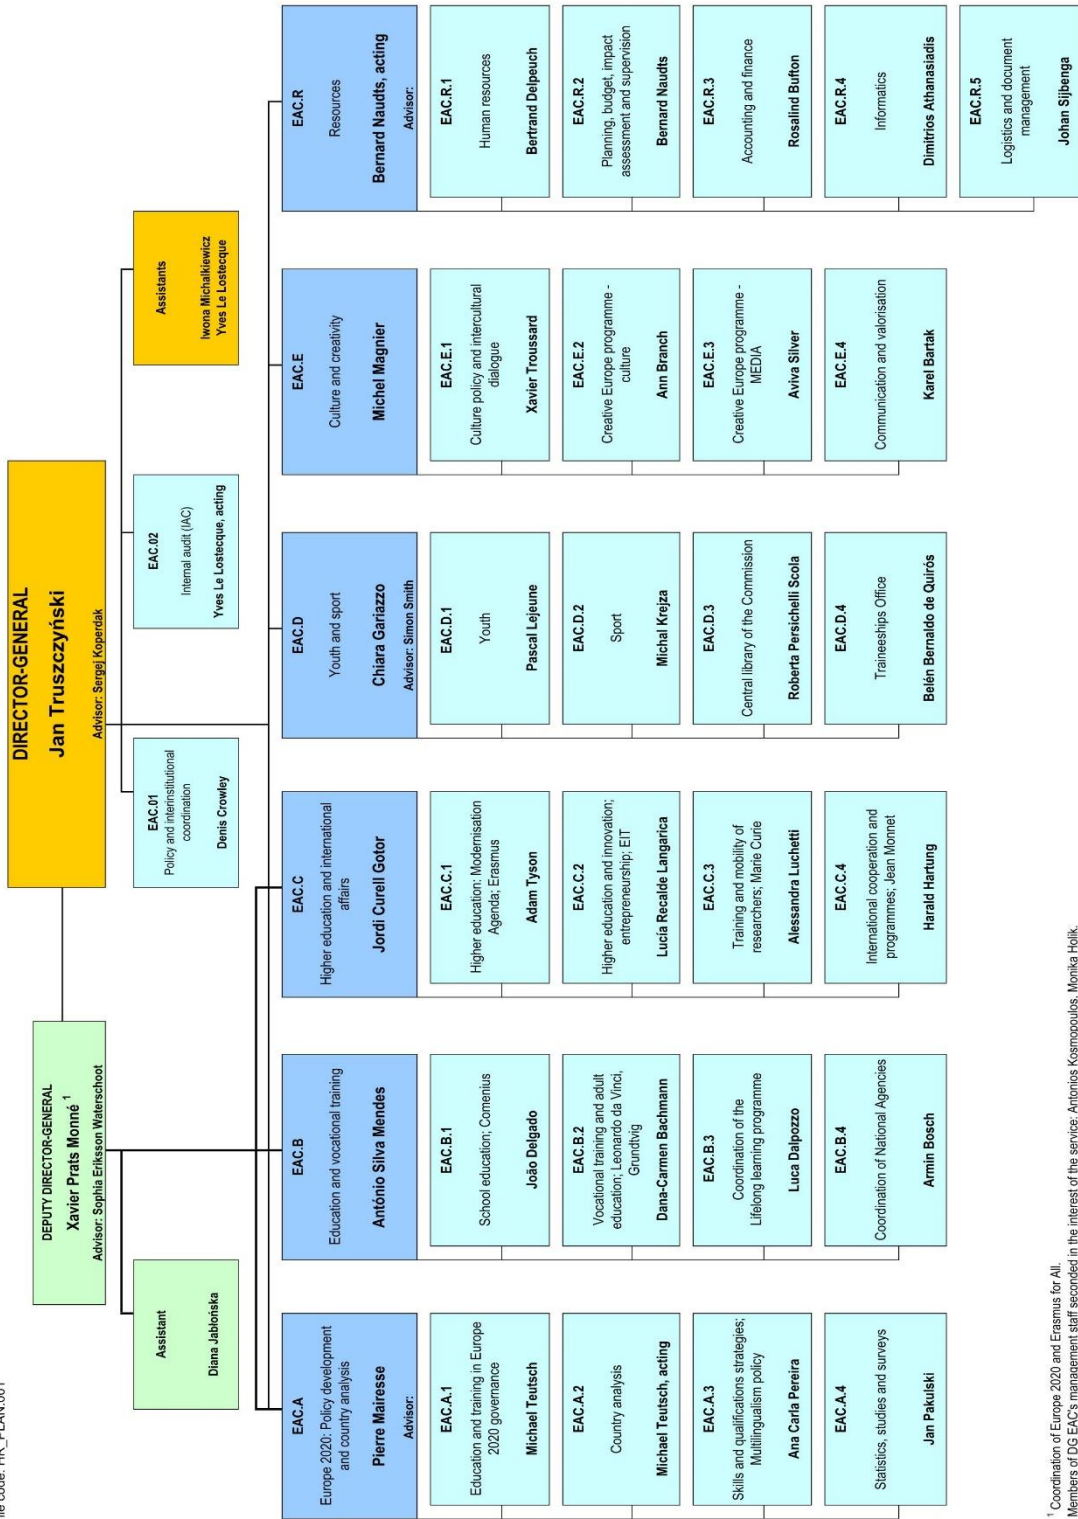 file code: HR_PLAN.001
DIRECTOR-GENERAL
Jan Truszczyński
Advisor: Sergej Koperdak
DEPUTY DIRECTOR-GENERAL
Xavier Prats Monné 1
Advisor: Sophia Eriksson Waterschoot
Assistant
Diana Jabłońska
EAC.01
Policy and interinstitutional
coordination
Denis Crowley
EAC.02
Internal audit (IAC)
Yves Le Lostecque, acting
Assistants
Iwona Michalkiewicz
Yves Le Lostecque
EAC.A
Europe 2020: Policy development
and country analysis
Pierre Mairesse
Advisor:
EAC.A.1
Education and training in Europe
2020 governance
Michael Teutsch
EAC.A.2
Country analysis
Michael Teutsch, acting
EAC.A.3
Skills and qualifications strategies;
Multilingualism policy
Ana Carla Pereira
EAC.A.4
Statistics, studies and surveys
Jan Pakulski
EAC.B
Education and vocational training
António Silva Mendes
EAC.B.1
School education; Comenius
João Delgado
EAC.B.2
Vocational training and adult
education; Leonardo da Vinci,
Grundtvig
Dana-Carmen Bachmann
EAC.B.3
Coordination of the
Lifelong learning programme
Luca Dalpozzo
EAC.B.4
Coordination of National Agencies
Armin Bosch
EAC.C
Higher education and international
affairs
Jordi Curell Gotor
EAC.C.1
Higher education: Modernisation
Agenda; Erasmus
Adam Tyson
EAC.C.2
Higher education and innovation;
entrepreneurship; EIT
Lucía Recalde Langarica
EAC.C.3
Training and mobility of
researchers; Marie Curie
Alessandra Luchetti
EAC.C.4
International cooperation and
programmes; Jean Monnet
Harald Hartung
EAC.D
Youth and sport
Chiara Gariazzo
Advisor: Simon Smith
EAC.D.1
Youth
Pascal Lejeune
EAC.D.2
Sport
Michal Krejza
EAC.D.3
Central library of the Commission
Roberta Persichelli Scola
EAC.D.4
Traineeships Office
Belén Bernaldo de Quirós
EAC.E
Culture and creativity
Michel Magnier
EAC.E.1
Culture policy and intercultural
dialogue
Xavier Troussard
EAC.E.2
Creative Europe programme -
culture
Ann Branch
EAC.E.3
Creative Europe programme -
MEDIA
Aviva Silver
EAC.E.4
Communication and valorisation
Karel Bartak
EAC.R
Resources
Bernard Naudts, acting
Advisor:
EAC.R.1
Human resources
Bertrand Delpeuch
EAC.R.2
Planning, budget, impact
assessment and supervision
Bernard Naudts
EAC.R.3
Accounting and finance
Rosalind Bufton
EAC.R.4
Informatics
Dimitrios Athanasiadis
EAC.R.5
Logistics and document
management
Johan Sijbenga
1 Coordination of Europe 2020 and Erasmus for All.
Members of DG EAC's management staff seconded in the interest of the service: Antonios Kosmopoulos, Monika Holik.